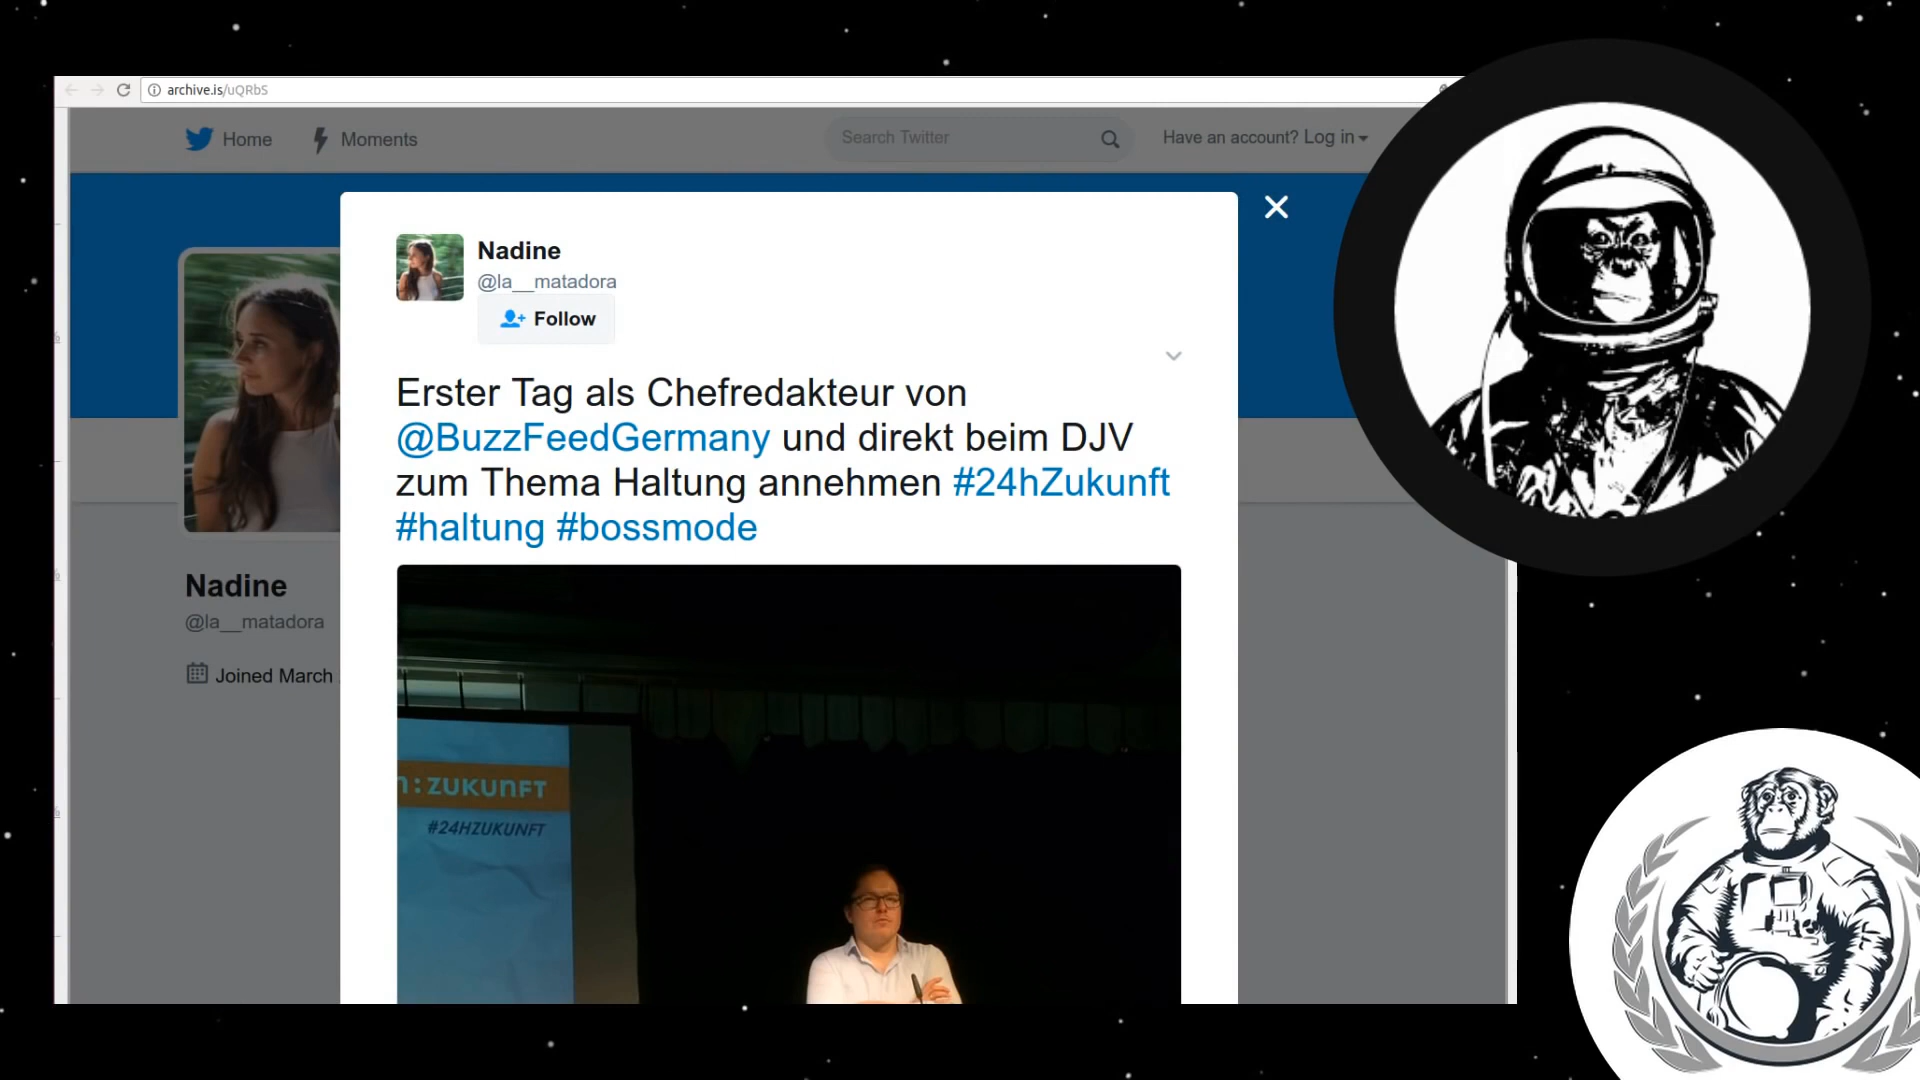 archive.is/uQRbS
Home
Moments
Search Twitter
Have an account? Log in
Nadine
@la__matadora
Follow
Erster Tag als Chefredakteur von
@BuzzFeedGermany und direkt beim DJV
zum Thema Haltung annehmen #24hZukunft
#haltung #bossmode
Nadine
@la__matadora
Joined March
: ZUKUNFT
#24HZUKUNFT